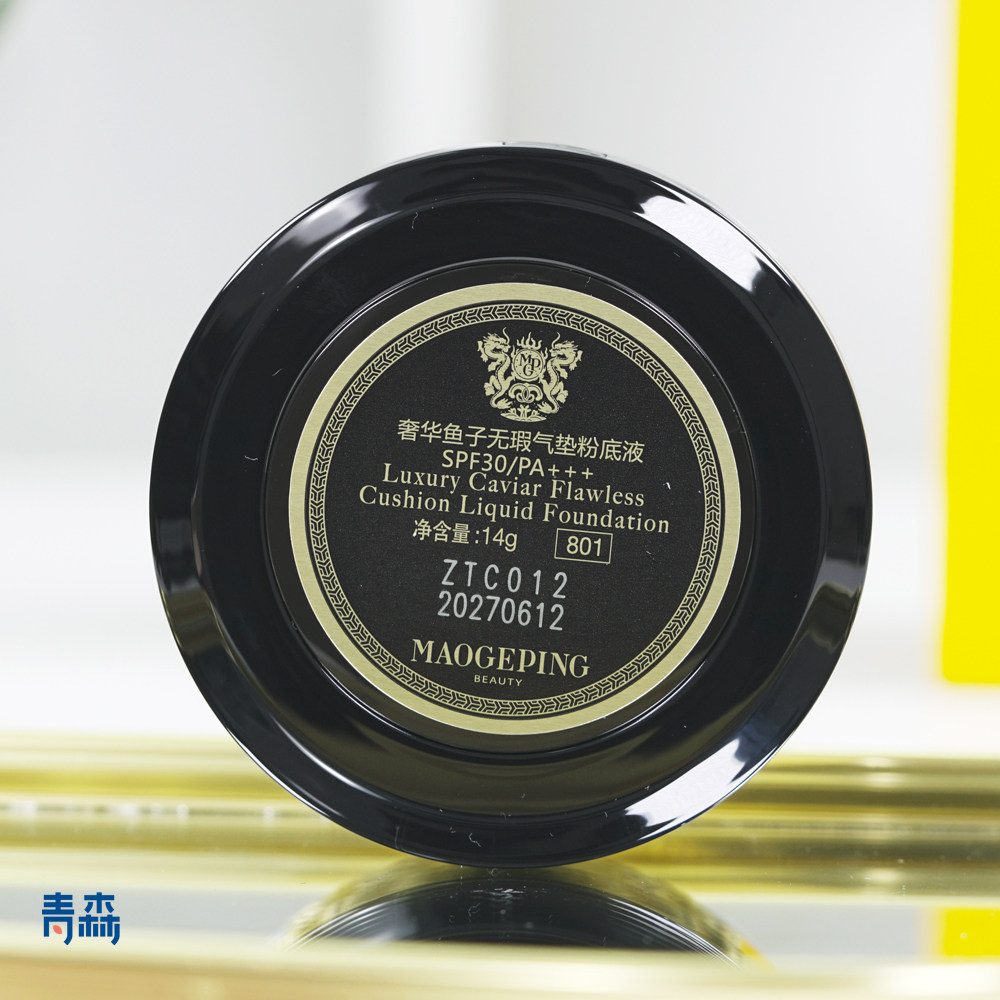 MDG
奢华鱼子无瑕气垫粉底液
SPF30/PA+++
Luxury Caviar Flawless
Cushion Liquid Foundation
净含量:14g 801
ZTC012
20270612
MAOGEPING
BEAUTY
青森